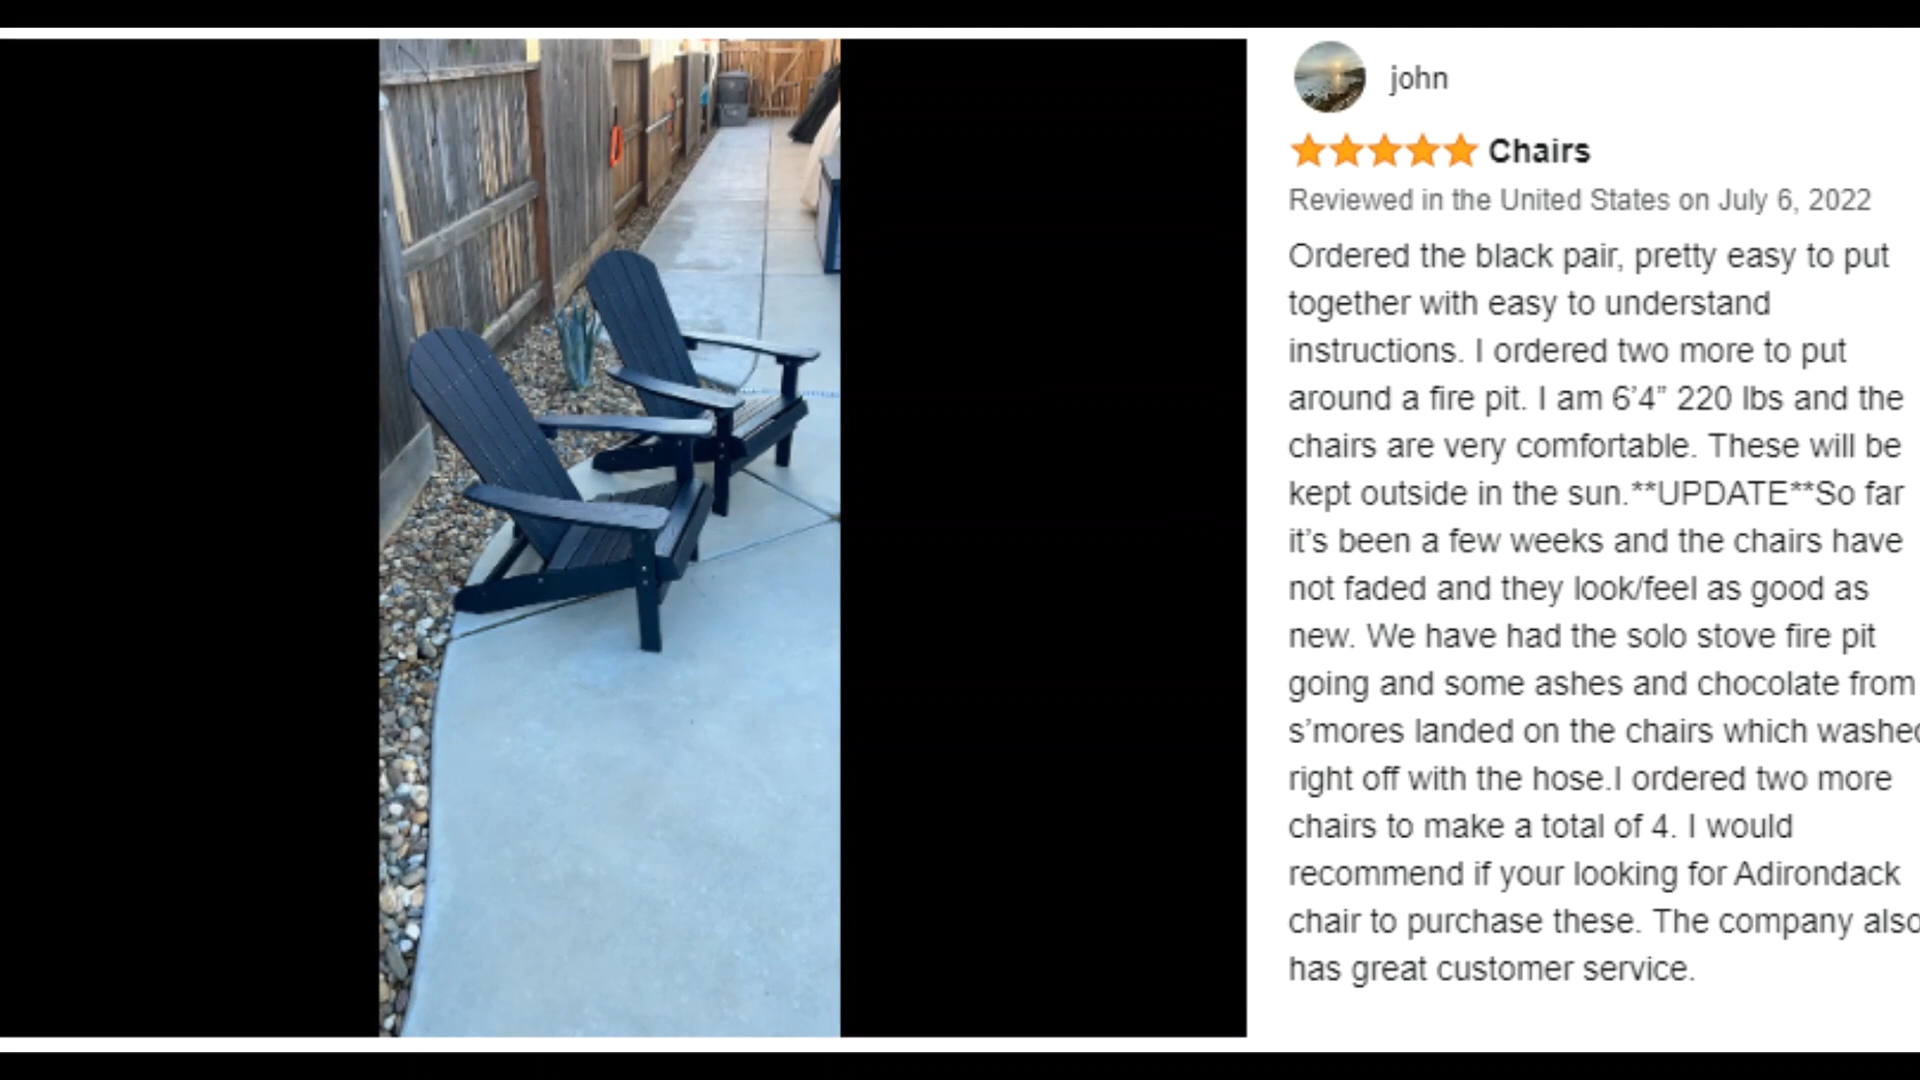 john
Chairs
Reviewed in the United States on July 6, 2022
Ordered the black pair, pretty easy to put
together with easy to understand
instructions. I ordered two more to put
around a fire pit. I am 6’4” 220 lbs and the
chairs are very comfortable. These will be
kept outside in the sun.**UPDATE**So far
it’s been a few weeks and the chairs have
not faded and they look/feel as good as
new. We have had the solo stove fire pit
going and some ashes and chocolate from
s’mores landed on the chairs which washed
right off with the hose.I ordered two more
chairs to make a total of 4. I would
recommend if your looking for Adirondack
chair to purchase these. The company also
has great customer service.